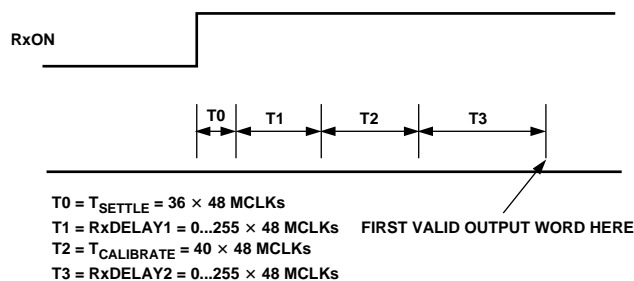 RxON
T0 T1 T2 T3
T0 = TSETTLE = 36 × 48 MCLKs
T1 = RxDELAY1 = 0...255 × 48 MCLKs
FIRST VALID OUTPUT WORD HERE
T2 = TCALIBRATE = 40 × 48 MCLKs
T3 = RxDELAY2 = 0...255 × 48 MCLKs